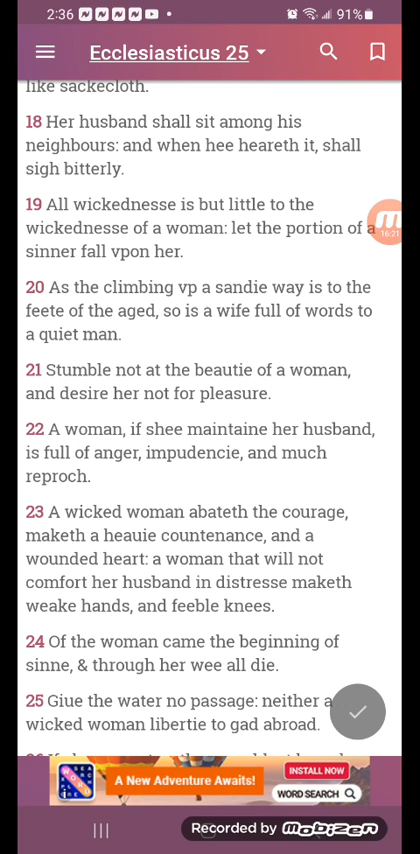 2:36 91%
Ecclesiasticus 25
like sackecloth.
18 Her husband shall sit among his
neighbours: and when hee heareth it, shall
sigh bitterly.
19 All wickednesse is but little to the
wickednesse of a woman: let the portion of a
sinner fall vpon her.
16:21
20 As the climbing vp a sandie way is to the
feete of the aged, so is a wife full of words to
a quiet man.
21 Stumble not at the beautie of a woman,
and desire her not for pleasure.
22 A woman, if shee maintaine her husband,
is full of anger, impudencie, and much
reproch.
23 A wicked woman abateth the courage,
maketh a heauie countenance, and a
wounded heart: a woman that will not
comfort her husband in distresse maketh
weake hands, and feeble knees.
24 Of the woman came the beginning of
sinne, & through her wee all die.
25 Giue the water no passage: neither a
wicked woman libertie to gad abroad.
WORD
A New Adventure Awaits!
INSTALL NOW
WORD SEARCH
Recorded by mobizen